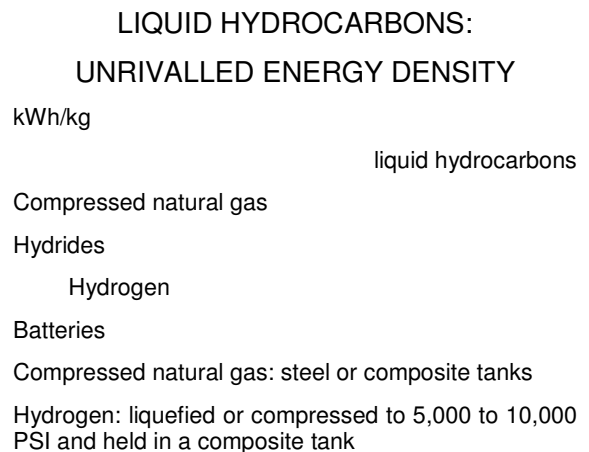 LIQUID HYDROCARBONS:
UNRIVALLED ENERGY DENSITY
kWh/kg
liquid hydrocarbons
Compressed natural gas
Hydrides
Hydrogen
Batteries
Compressed natural gas: steel or composite tanks
Hydrogen: liquefied or compressed to 5,000 to 10,000
PSI and held in a composite tank